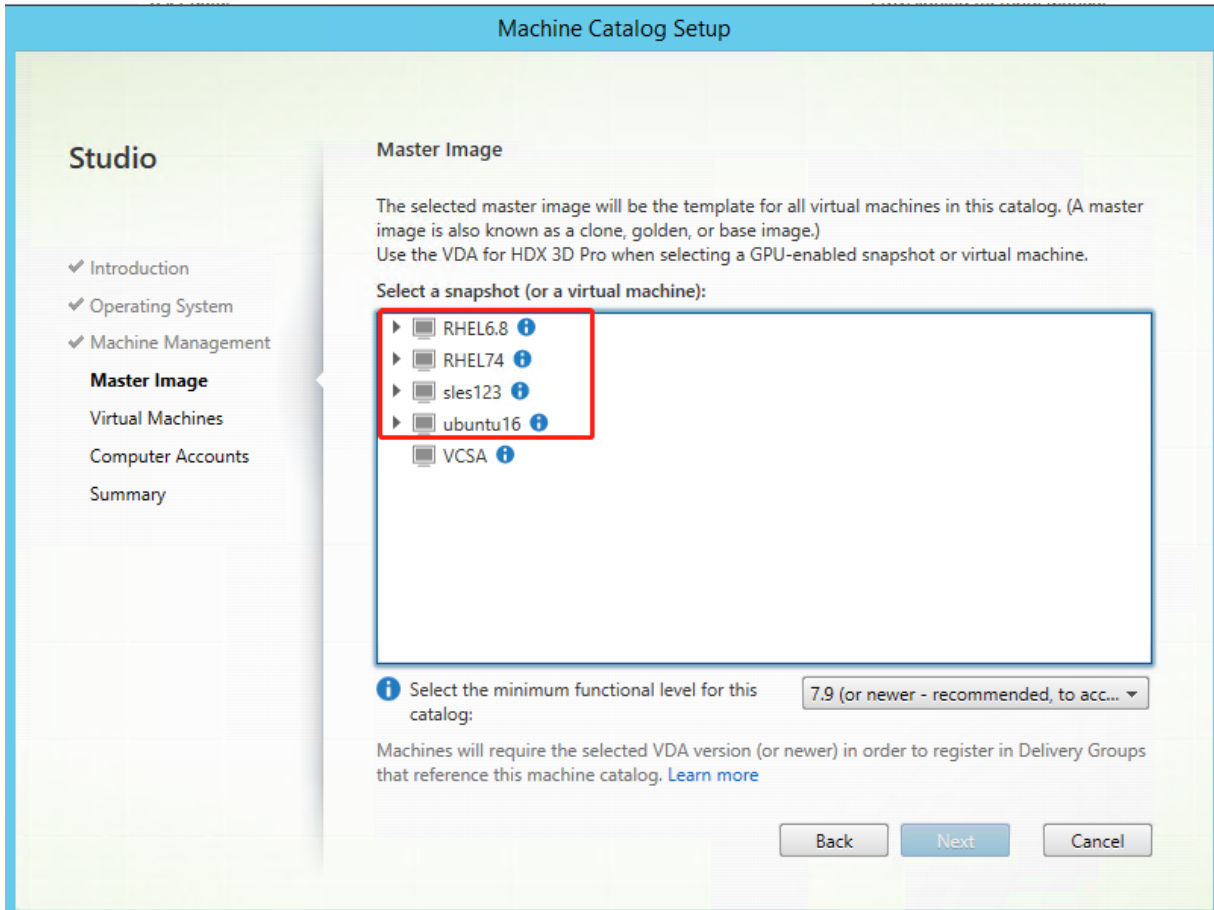 Machine Catalog Setup
Studio
Introduction
Operating System
Machine Management
Master Image
Virtual Machines
Computer Accounts
Summary
Master Image
The selected master image will be the template for all virtual machines in this catalog. (A master
image is also known as a clone, golden, or base image.)
Use the VDA for HDX 3D Pro when selecting a GPU-enabled snapshot or virtual machine.
Select a snapshot (or a virtual machine):
RHEL6.8
RHEL74
sles123
ubuntu16
VCSA
Select the minimum functional level for this
catalog:
7.9 (or newer - recommended, to acc...
Machines will require the selected VDA version (or newer) in order to register in Delivery Groups
that reference this machine catalog. Learn more
Back
Next
Cancel